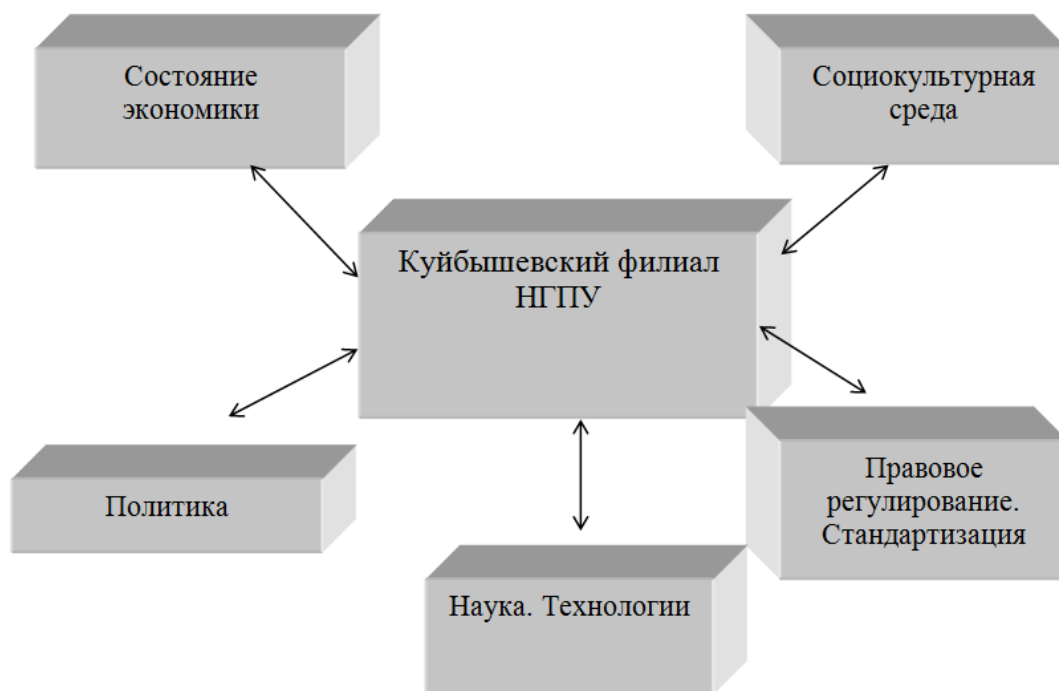 Состояние
экономики
Социокультурная
среда
Куйбышевский филиал
НГПУ
Политика
Правовое
регулирование.
Стандартизация
Наука. Технологии